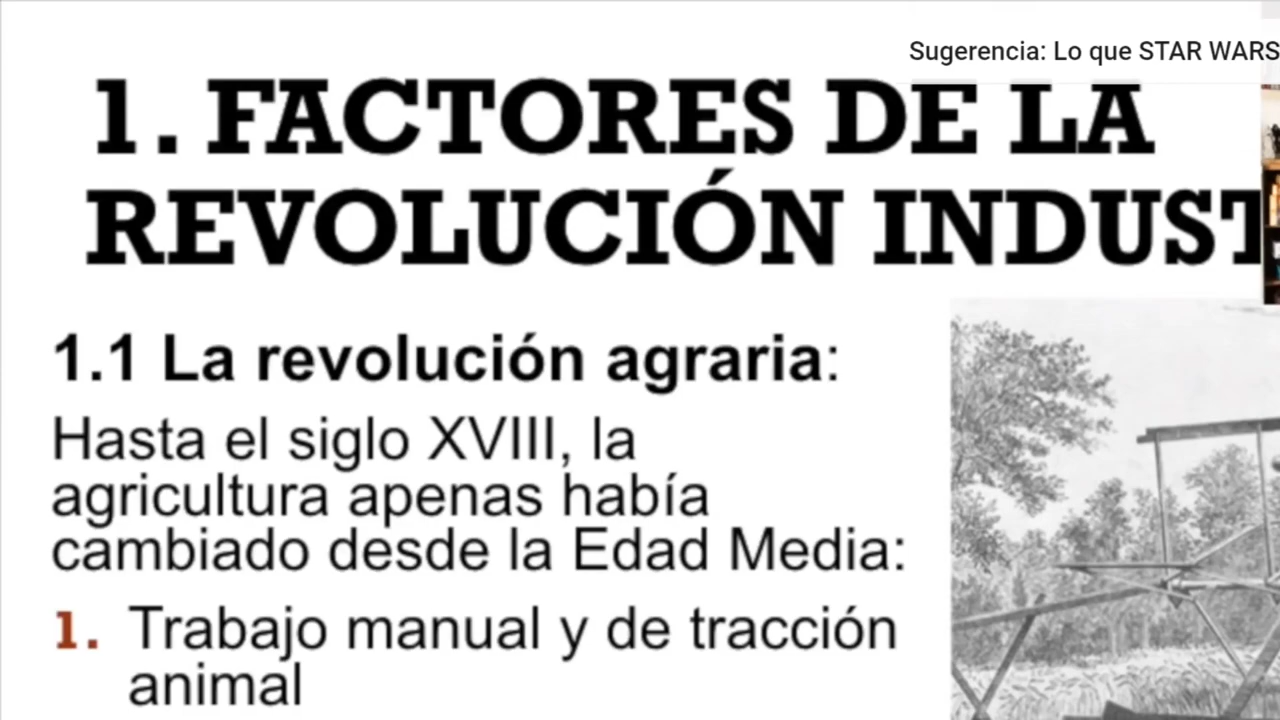 Sugerencia: Lo que STAR WARS
1. FACTORES DE LA
REVOLUCIÓN INDUST
1.1 La revolución agraria:
Hasta el siglo XVIII, la
agricultura apenas había
cambiado desde la Edad Media:
1. Trabajo manual y de tracción
animal